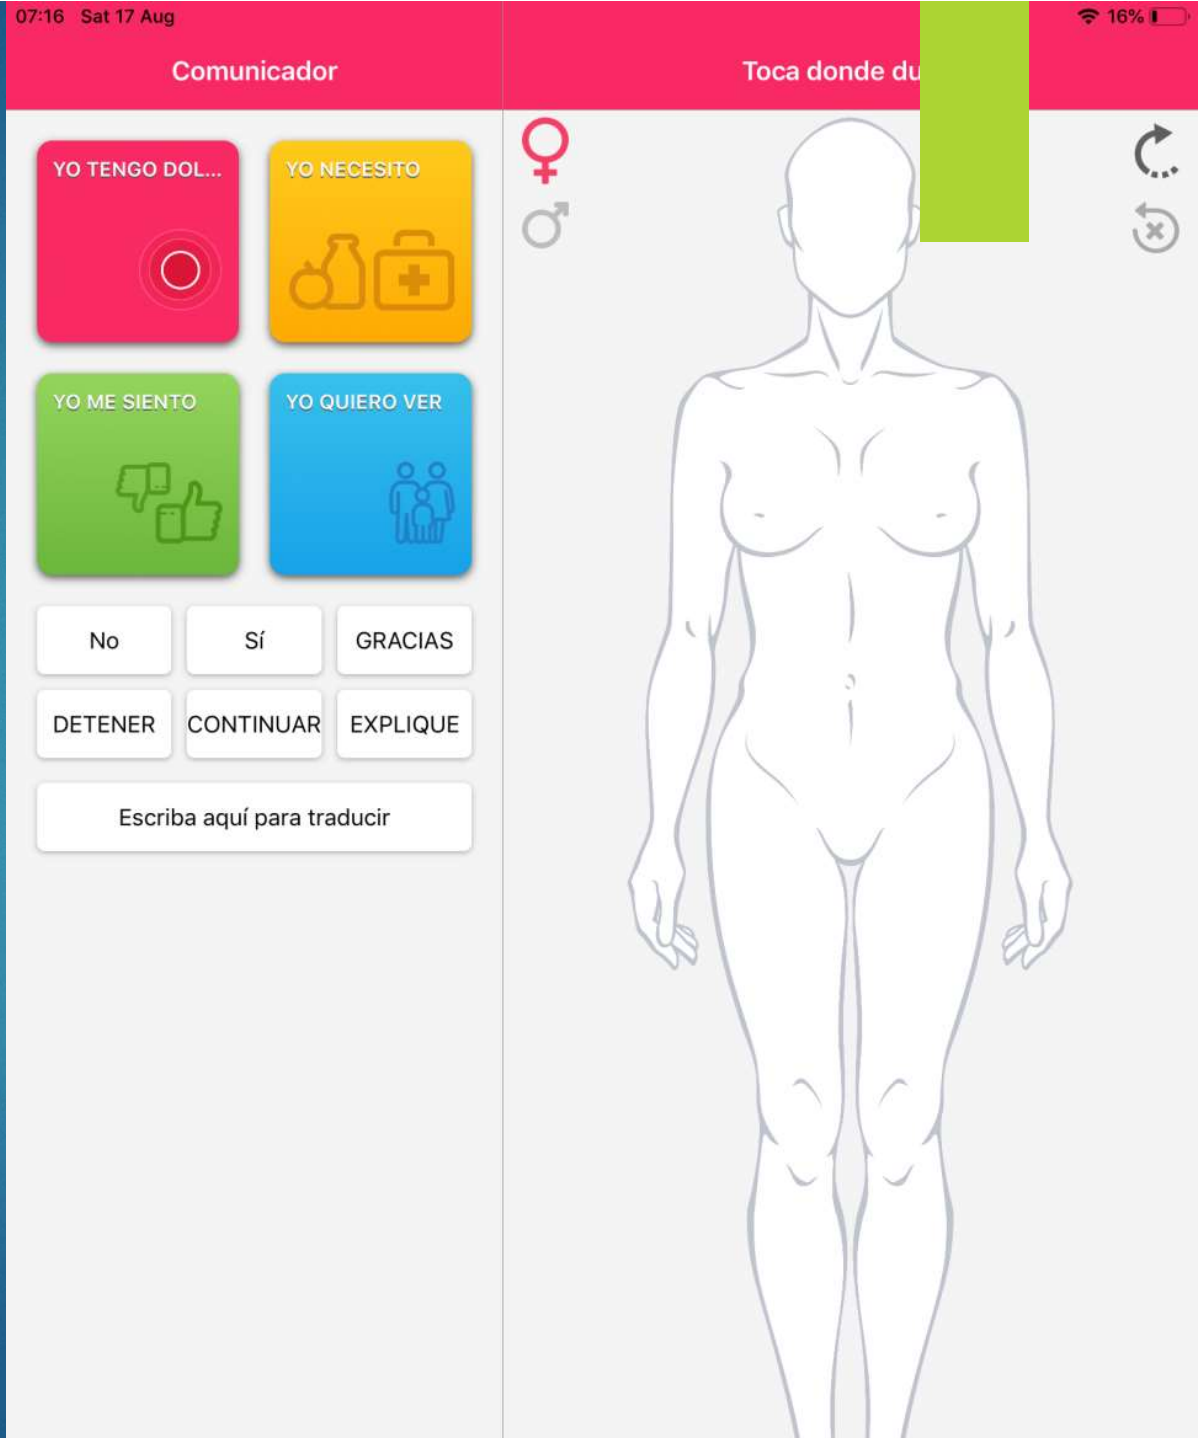 07:16 Sat 17 Aug
16%
Comunicador
Toca donde
YO TENGO DOL...
YO NECESITO
YO ME SIENTO
YO QUIERO VER
No
Sí
GRACIAS
DETENER
CONTINUAR
EXPLIQUE
Escriba aquí para traducir